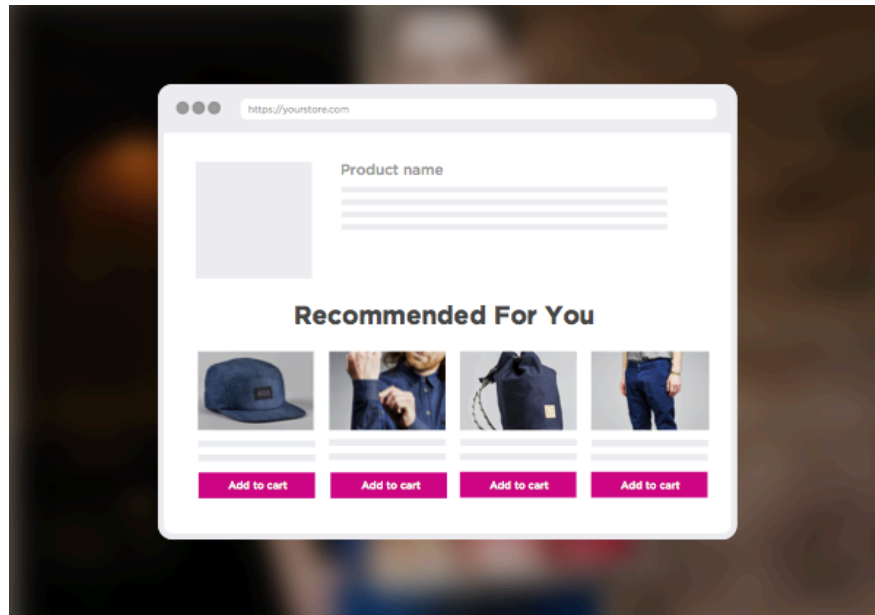 https://yourstore.com
Product name
Recommended For You
Add to cart Add to cart Add to cart Add to cart